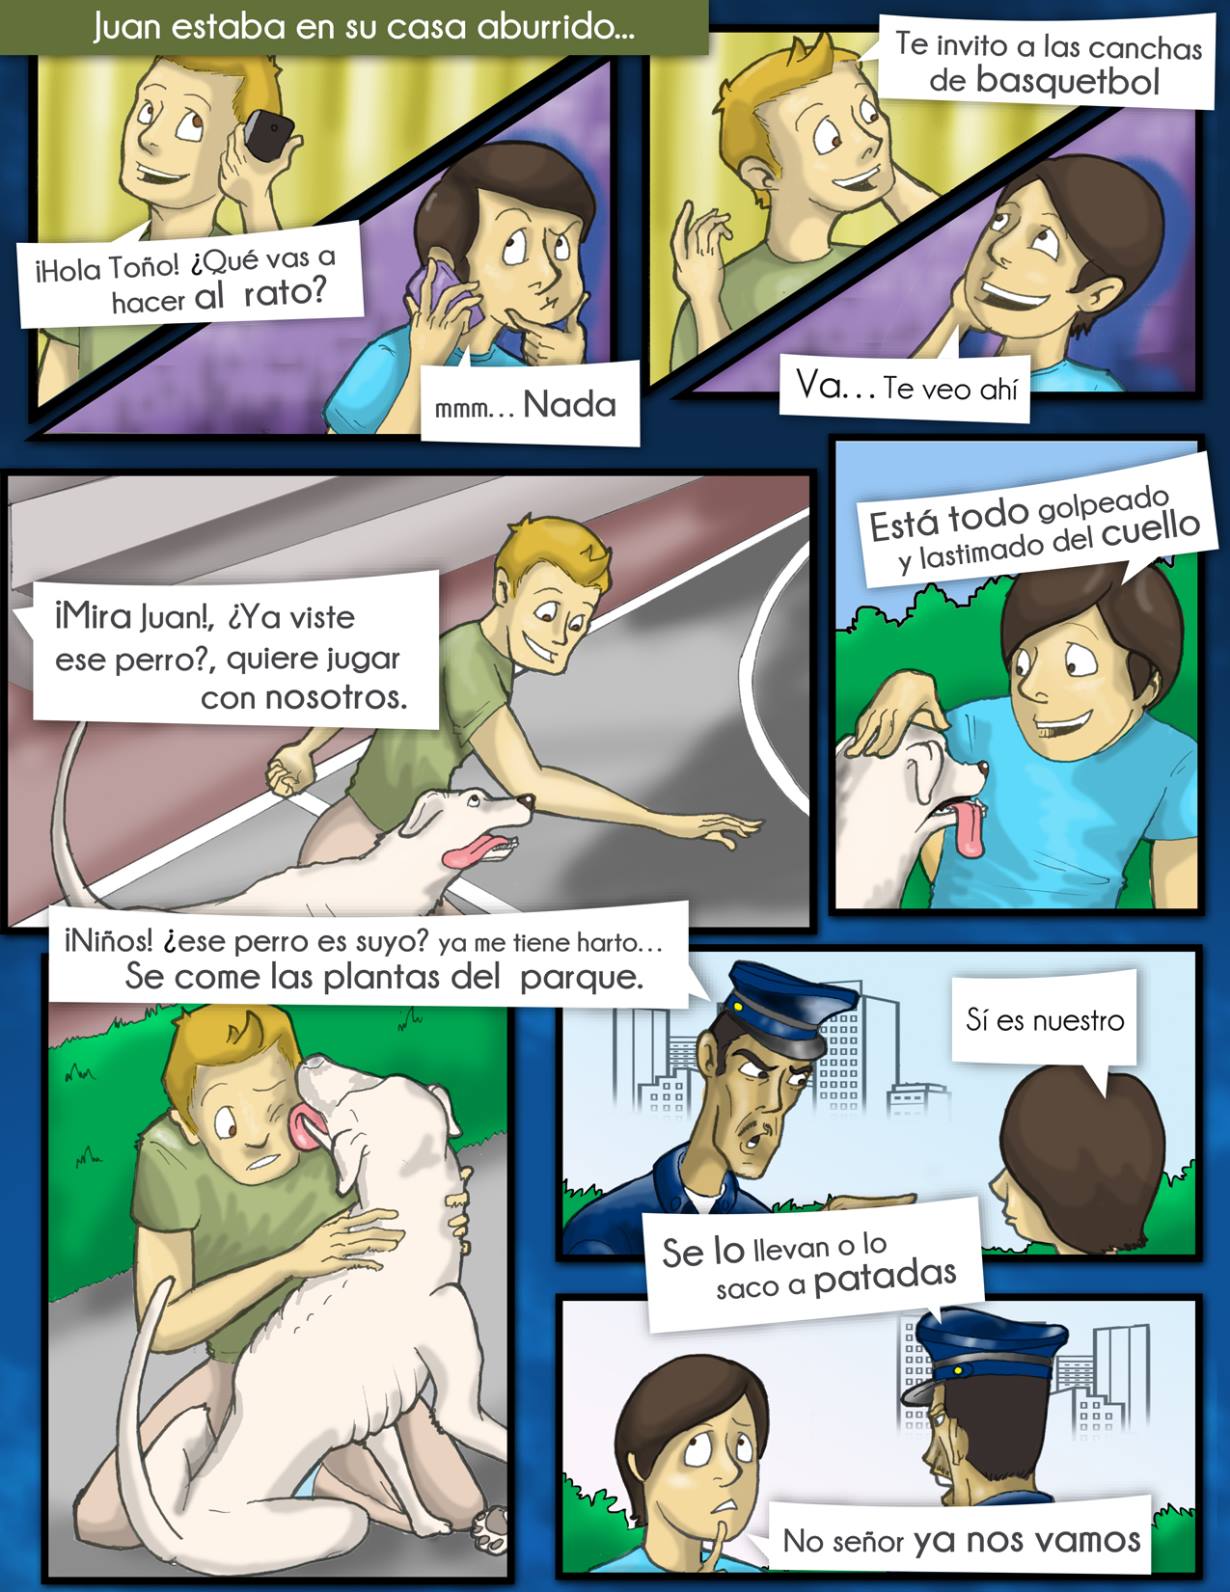 Juan estaba en su casa aburrido...
¡Hola Toño! ¿Qué vas a
hacer al rato?
mmm... Nada
Te invito a las canchas
de basquetbol
Va... Te veo ahí
¡Mira Juan!, ¿Ya viste
ese perro?, quiere jugar
con nosotros.
Está todo golpeado
y lastimado del cuello
¡Niños! ¿ese perro es suyo? ya me tiene harto...
Se come las plantas del parque.
Sí es nuestro
Se lo llevan o lo
saco a patadas
No señor ya nos vamos